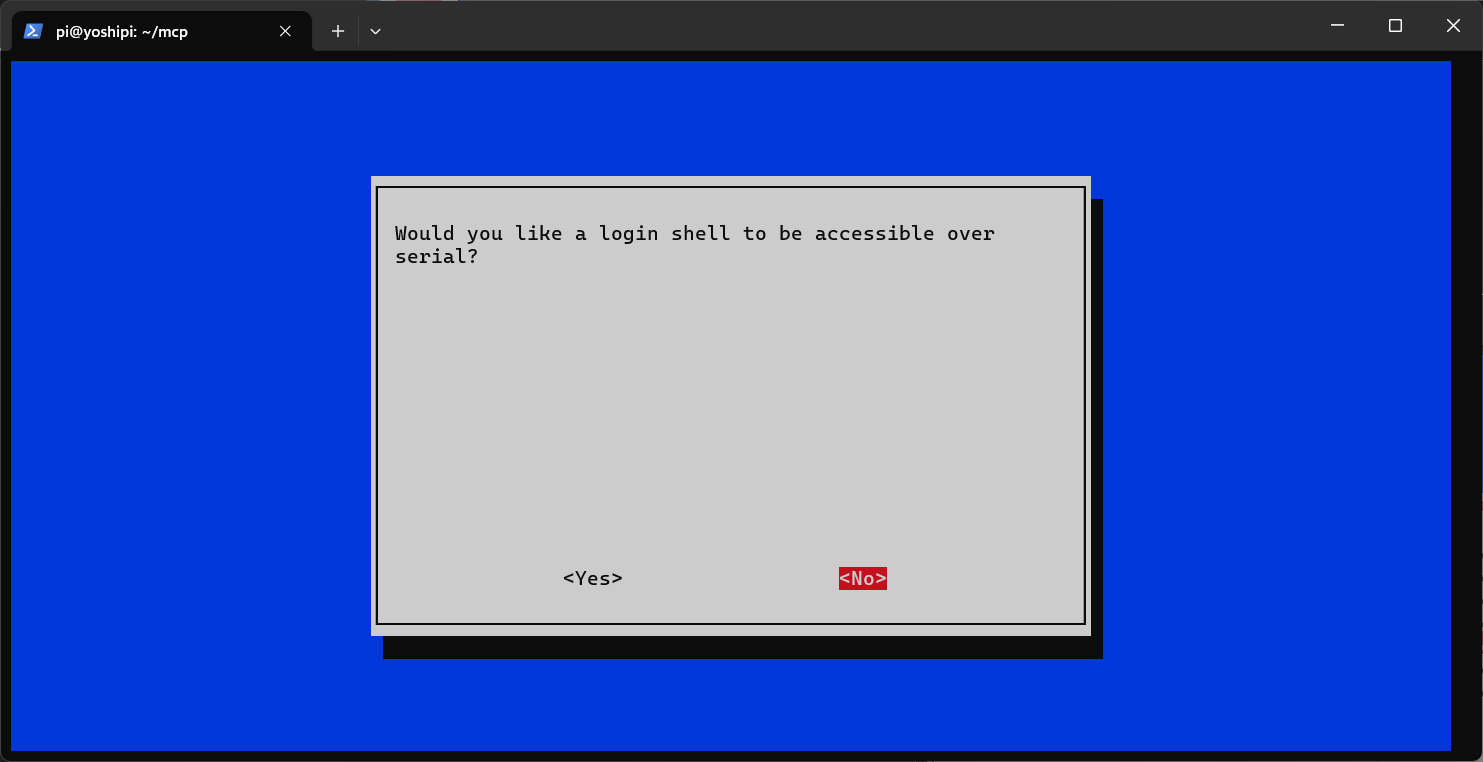 pi@yoshipi: ~/mcp
Would you like a login shell to be accessible over
serial?
<Yes> <No>